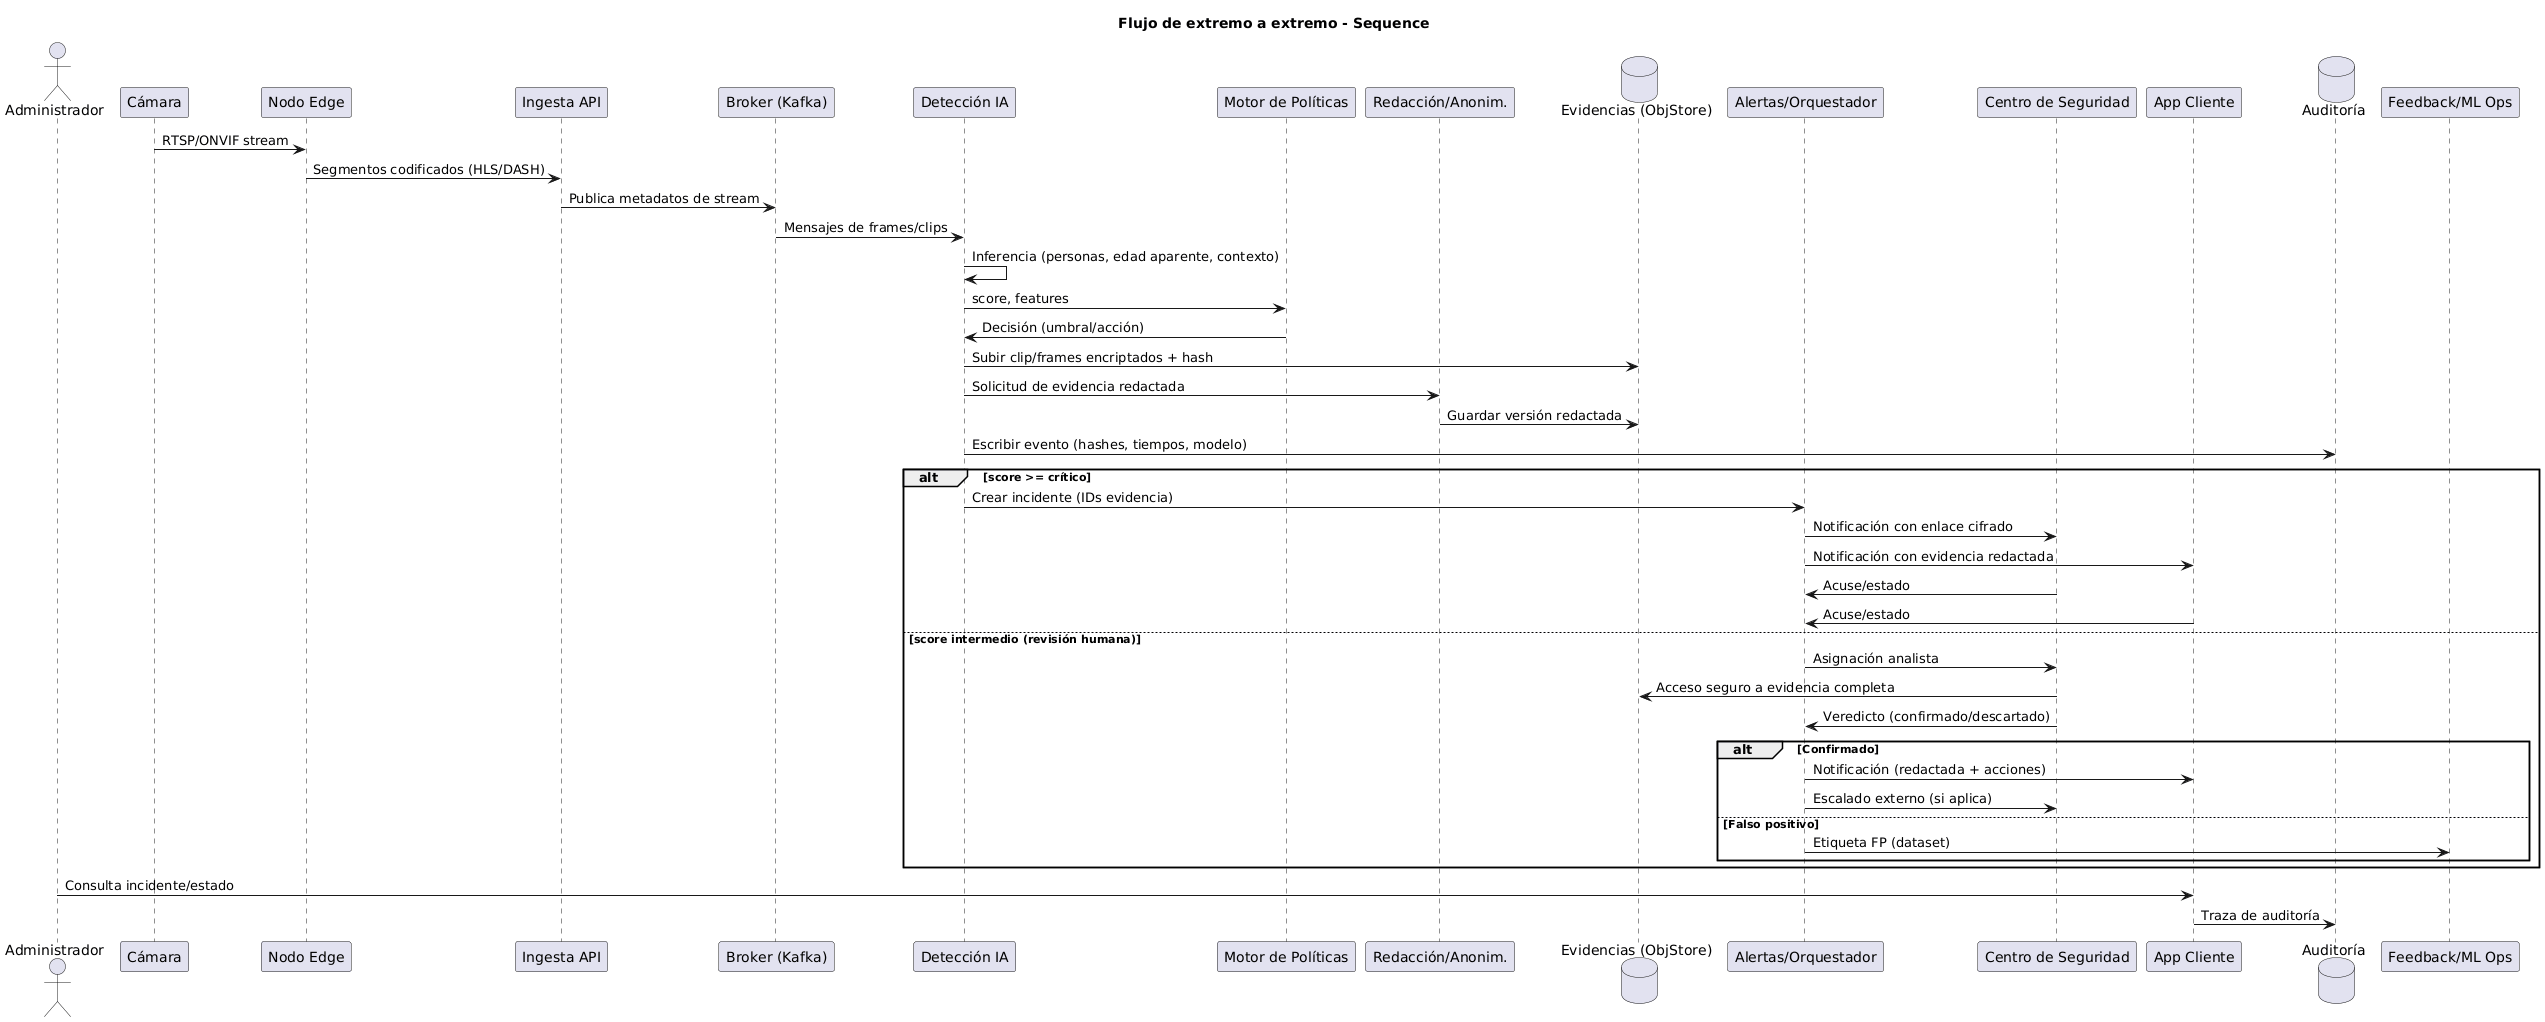 Flujo de extremo a extremo - Sequence
Administrador
Cámara
Nodo Edge
Ingesta API
Broker (Kafka)
Detección IA
Motor de Políticas
Redacción/Anonim.
Evidencias (ObjStore)
Alertas/Orquestador
Centro de Seguridad
App Cliente
Auditoría
Feedback/ML Ops
RTSP/ONVIF stream
Segmentos codificados (HLS/DASH)
Publica metadatos de stream
Mensajes de frames/clips
Inferencia (personas, edad aparente, contexto)
score, features
Decisión (umbral/acción)
Subir clip/frames encriptados + hash
Solicitud de evidencia redactada
Guardar versión redactada
Escribir evento (hashes, tiempos, modelo)
alt
[score >= crítico]
Crear incidente (IDs evidencia)
Notificación con enlace cifrado
Notificación con evidencia redactada
Acuse/estado
Acuse/estado
[score intermedio (revisión humana)]
Asignación analista
Acceso seguro a evidencia completa
Veredicto (confirmado/descartado)
alt
[Confirmado]
Notificación (redactada + acciones)
Escalado externo (si aplica)
[Falso positivo]
Etiqueta FP (dataset)
Consulta incidente/estado
Traza de auditoría
Administrador
Cámara
Nodo Edge
Ingesta API
Broker (Kafka)
Detección IA
Motor de Políticas
Redacción/Anonim.
Evidencias (ObjStore)
Alertas/Orquestador
Centro de Seguridad
App Cliente
Auditoría
Feedback/ML Ops